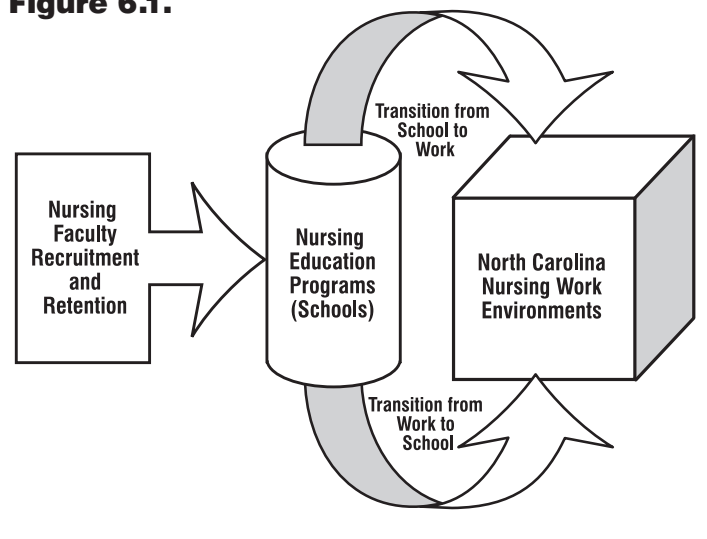 Figure 6.1.
Transition from
School to
Work
Nursing
Faculty
Recruitment
and
Retention
Nursing
Education
Programs
(Schools)
North Carolina
Nursing Work
Environments
Transition from
Work to
School